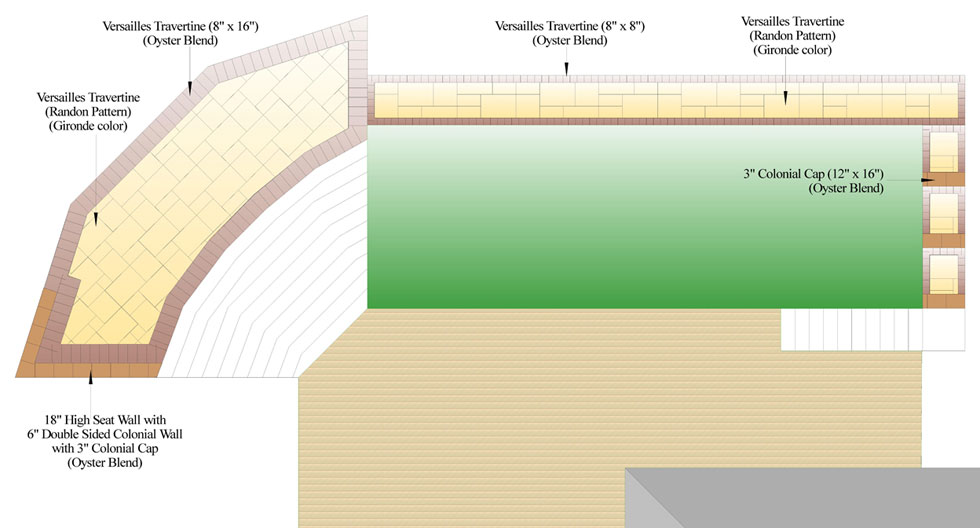 Versailles Travertine (8" x 16")
(Oyster Blend)
Versailles Travertine (8" x 8")
(Oyster Blend)
Versailles Travertine
(Randon Pattern)
(Gironde color)
Versailles Travertine
(Randon Pattern)
(Gironde color)
3" Colonial Cap (12" x 16")
(Oyster Blend)
18" High Seat Wall with
6" Double Sided Colonial Wall
with 3" Colonial Cap
(Oyster Blend)